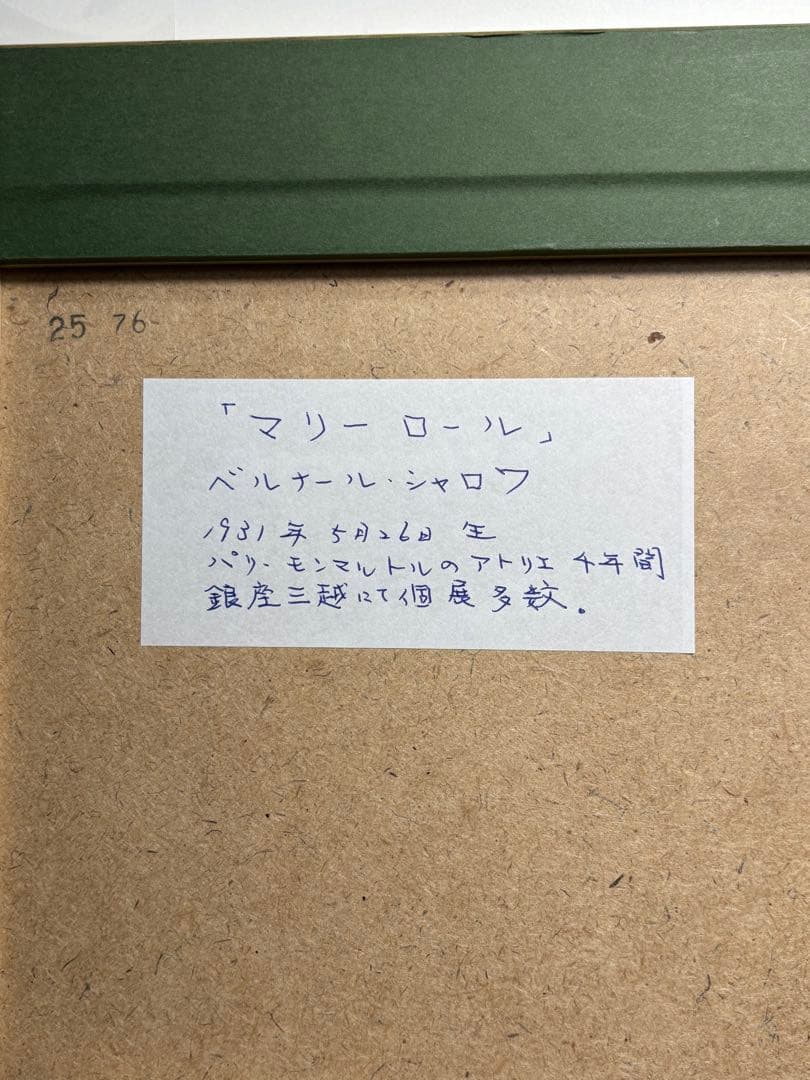 25 76
「マリー ロール」
ベルナール・シャロワ
1931年5月26日 生
パリーモンマルトルのアトリエ 4年間
銀座三越にて個展多数.